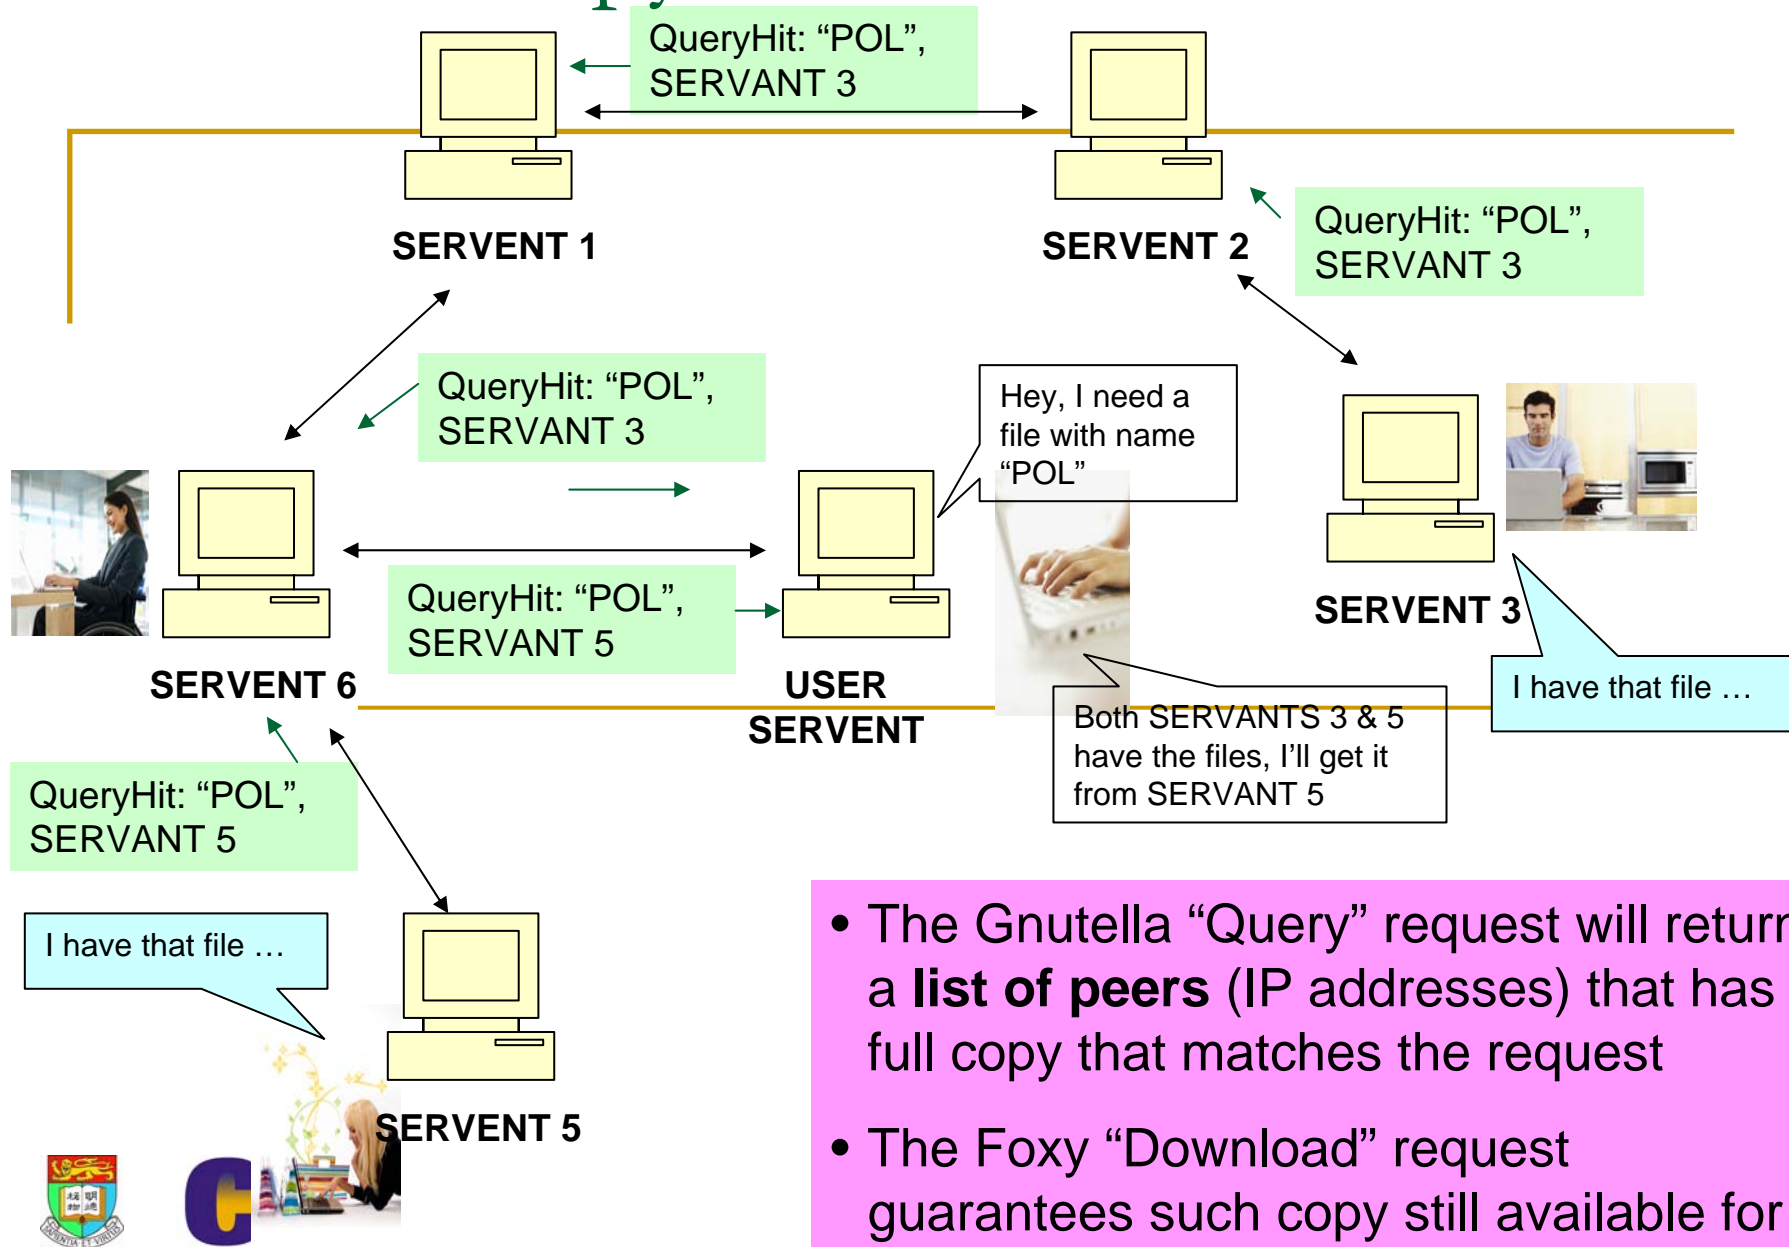 QueryHit: “POL”,
SERVANT 3
SERVENT 1
SERVENT 2
QueryHit: “POL”,
SERVANT 3
QueryHit: “POL”,
SERVANT 3
Hey, I need a
file with name
“POL”
QueryHit: “POL”,
SERVANT 5
SERVENT 3
SERVENT 6
USER
SERVENT
I have that file …
Both SERVANTS 3 & 5
have the files, I’ll get it
from SERVANT 5
QueryHit: “POL”,
SERVANT 5
I have that file …
SERVENT 5
• The Gnutella “Query” request will return
a list of peers (IP addresses) that has
full copy that matches the request
• The Foxy “Download” request
guarantees such copy still available for